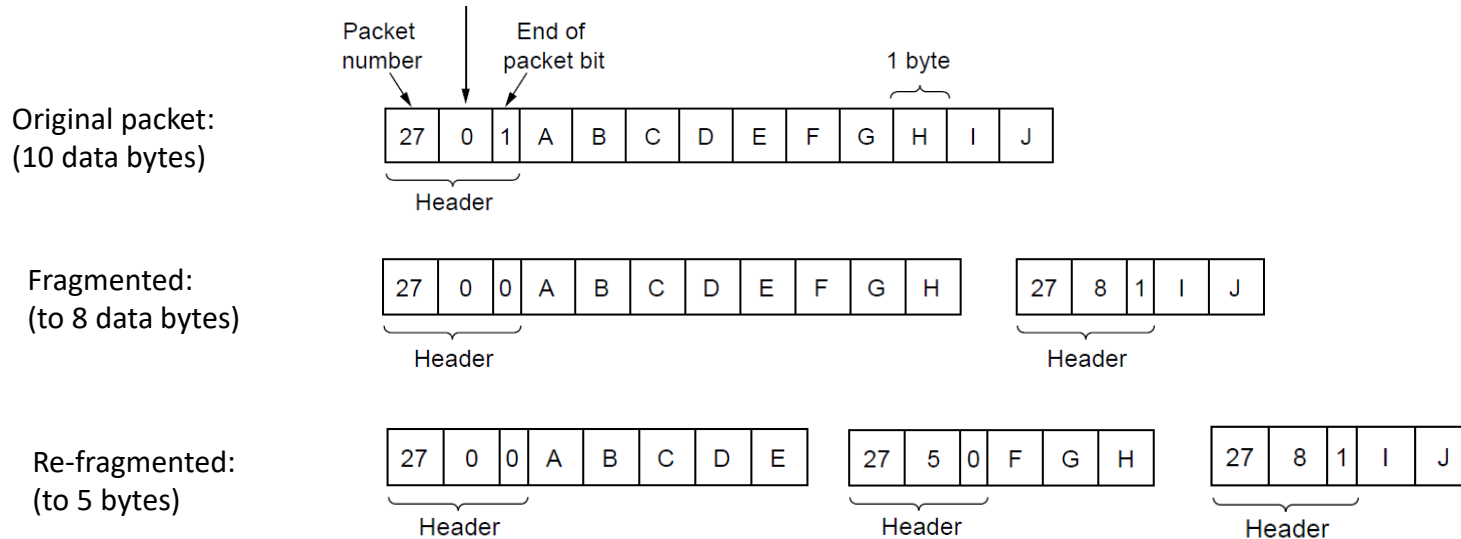 Packet
number
End of
packet bit
1 byte
Original packet:
(10 data bytes)
27 0 1 A B C D E F G H I J
Header
Fragmented:
(to 8 data bytes)
27 0 0 A B C D E F G H
27 8 1 I J
Header
Header
Re-fragmented:
(to 5 bytes)
27 0 0 A B C D E
27 5 0 F G H
27 8 1 I J
Header
Header
Header